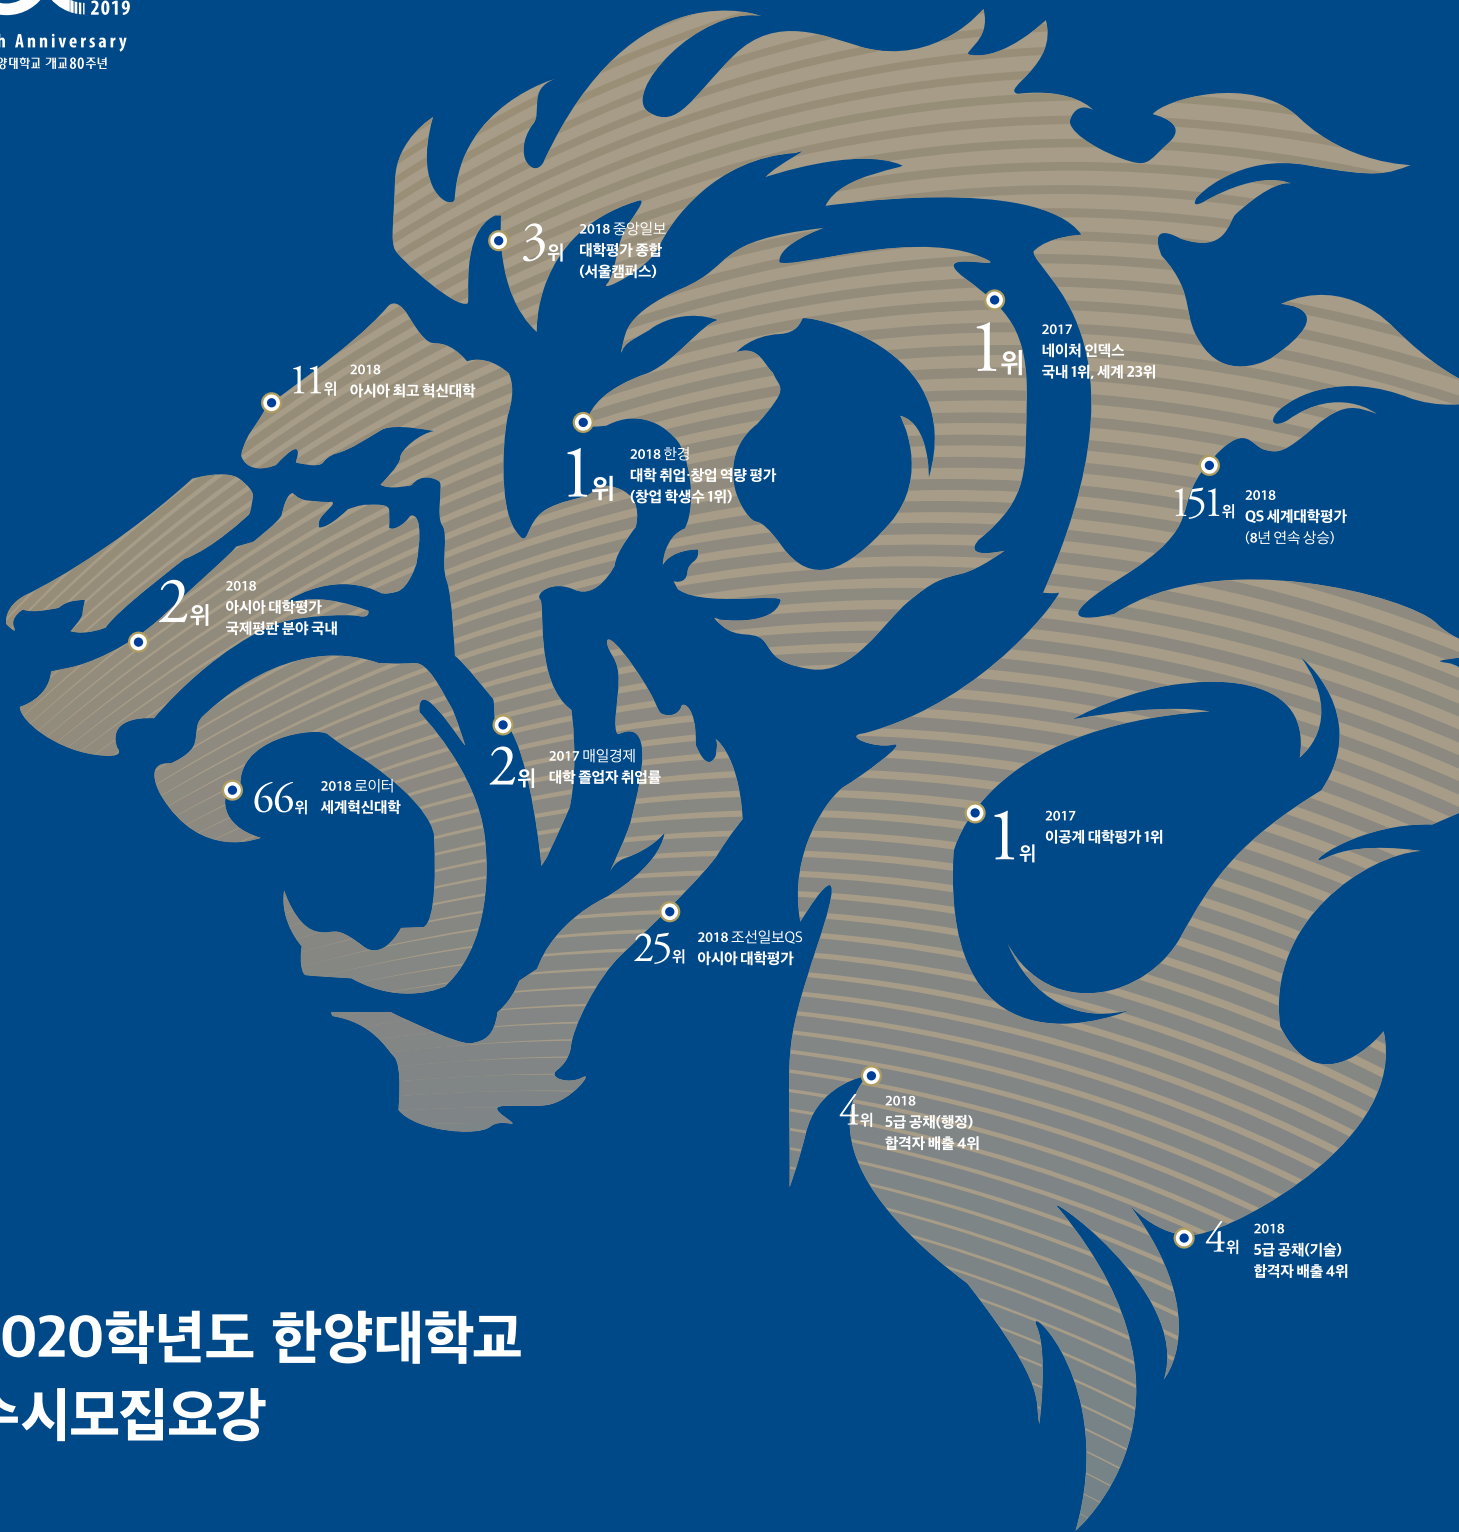 2019
Anniversary
양대학교 개교80주년
3위
2018 중앙일보
대학평가 종합
(서울캠퍼스)
1위
2017
네이처 인덱스
국내 1위, 세계 23위
11위
2018
아시아 최고 혁신대학
1위
2018 한경
대학 취업·창업 역량 평가
(창업 학생수 1위)
151위
2018
QS 세계대학평가
(8년 연속 상승)
2위
2018
아시아 대학평가
국제평판 분야 국내
2위
2017 매일경제
대학 졸업자 취업률
66위
2018 로이터
세계혁신대학
1위
2017
이공계 대학평가 1위
25위
2018 조선일보QS
아시아 대학평가
4위
2018
5급 공채(행정)
합격자 배출 4위
4위
2018
5급 공채(기술)
합격자 배출 4위
020학년도 한양대학교
수시모집요강